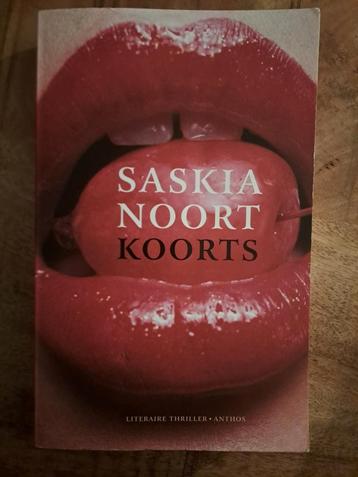 SASKIA
NOORT
KOORTS
LITERAIRE THRILLER • ANTHOS